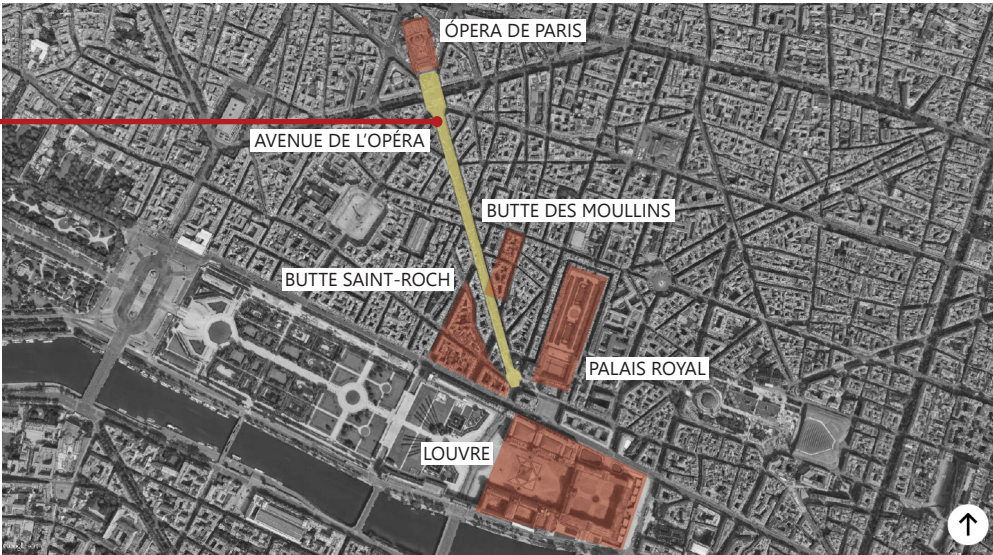 ÓPERA DE PARIS
AVENUE DE L'OPÉRA
BUTTE DES MOULLINS
BUTTE SAINT-ROCH
PALAIS ROYAL
LOUVRE